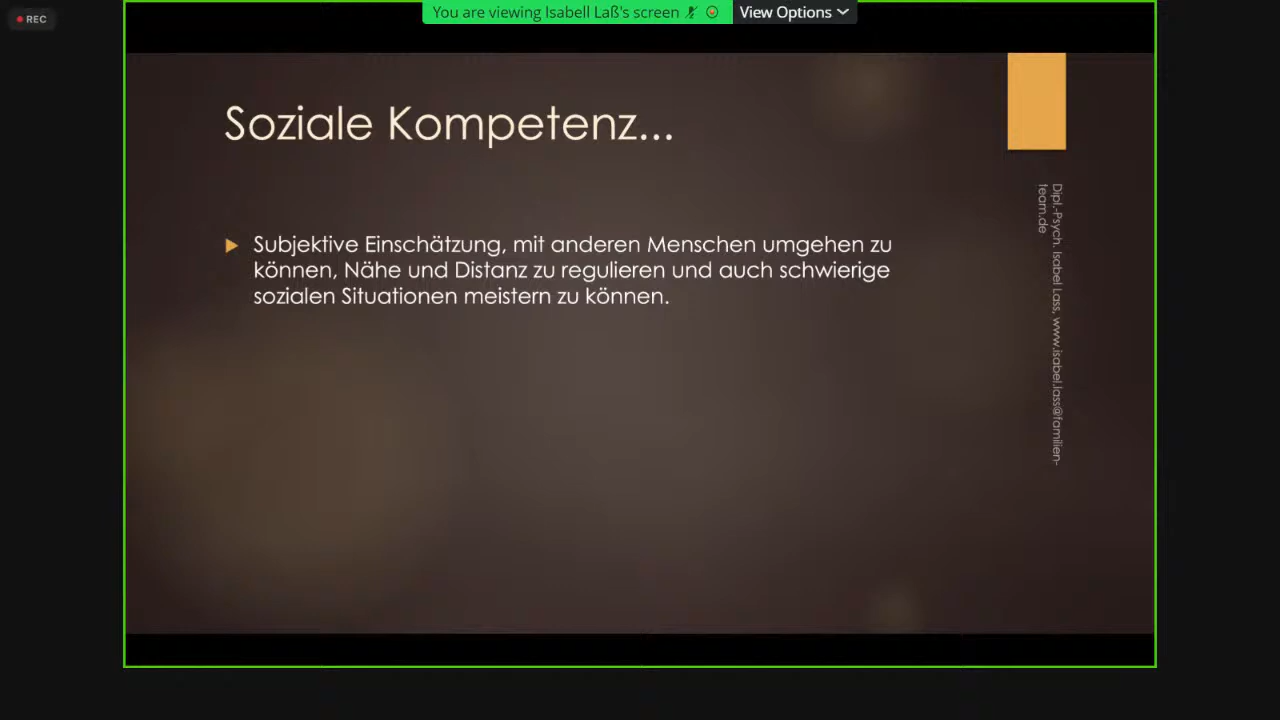 REC
You are viewing Isabell Laß's screen
View Options
Soziale Kompetenz...
Subjektive Einschätzung, mit anderen Menschen umgehen zu
können, Nähe und Distanz zu regulieren und auch schwierige
sozialen Situationen meistern zu können.
Dipl.-Psych. Isabel Lass, www.isabel.lass@familien-
team.de